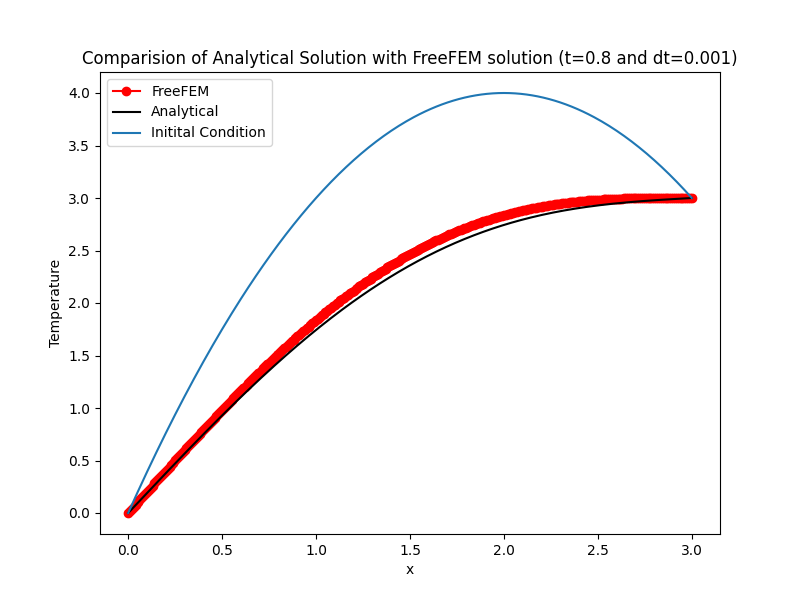 Comparision of Analytical Solution with FreeFEM solution (t=0.8 and dt=0.001)
FreeFEM
Analytical
Initital Condition
4.0
3.5
3.0
2.5
2.0
1.5
1.0
0.5
0.0
Temperature
0.0 0.5 1.0 1.5 2.0 2.5 3.0
x